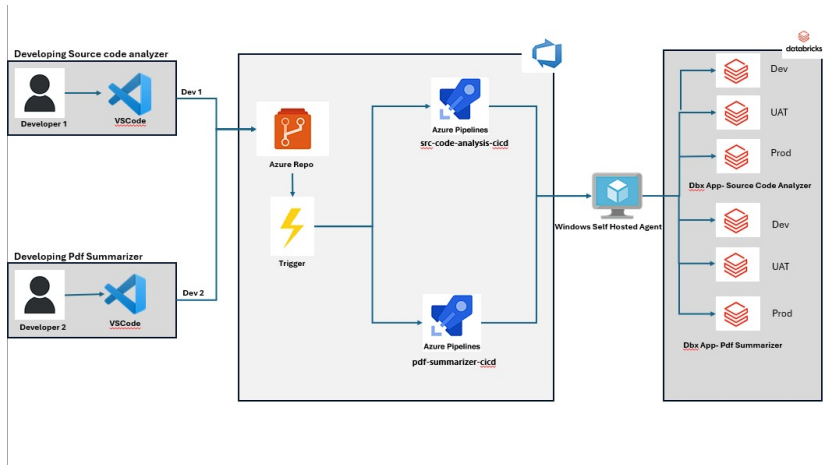 Developing Source code analyzer
Developer 1
VSCode
Dev 1
Developing Pdf Summarizer
Developer 2
VSCode
Dev 2
Azure Repo
Trigger
Azure Pipelines
src-code-analysis-cicd
Azure Pipelines
pdf-summarizer-cicd
Windows Self Hosted Agent
databricks
Dev
UAT
Prod
Dbx App- Source Code Analyzer
Dev
UAT
Prod
Dbx App- Pdf Summarizer